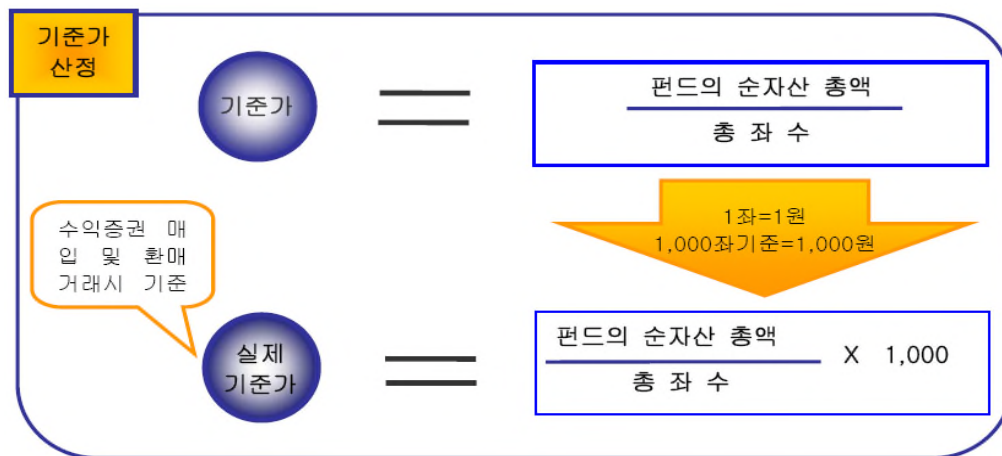 기준가
산정
기준가
펀드의 순자산 총액
총 좌 수
1좌=1원
1,000좌기준=1,000원
수익증권 매
입 및 환매
거래시 기준
실제
기준가
펀드의 순자산 총액
총 좌 수
X 1,000